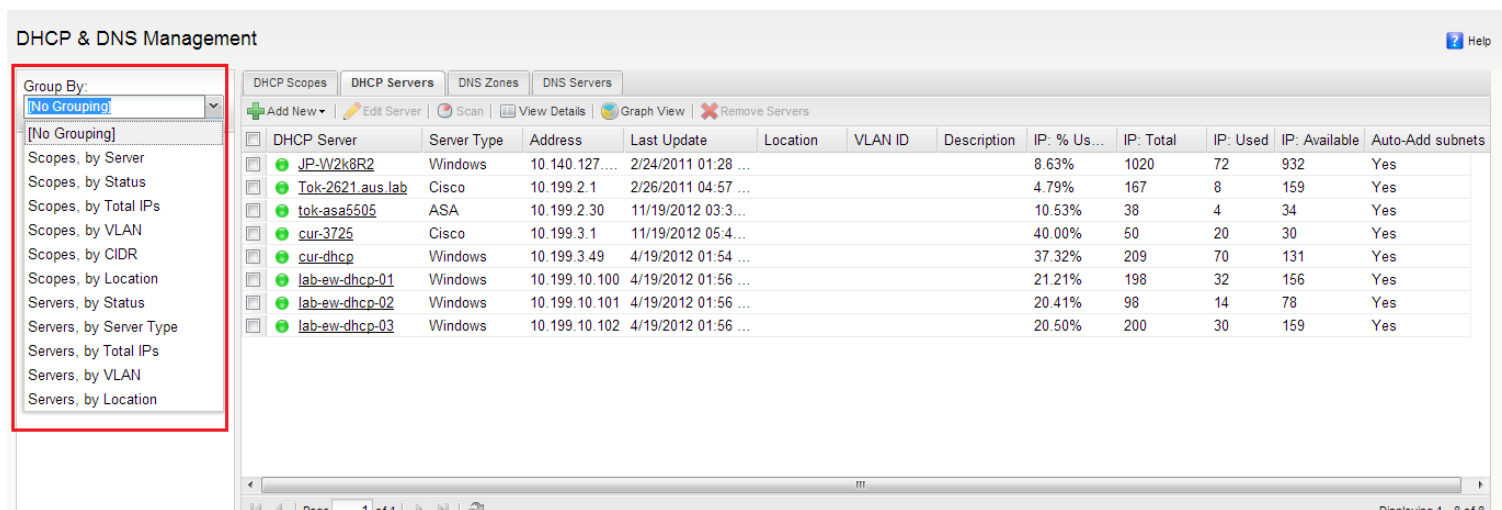 DHCP & DNS Management
Help
Group By:
[No Grouping]
[No Grouping]
Scopes, by Server
Scopes, by Status
Scopes, by Total IPs
Scopes, by VLAN
Scopes, by CIDR
Scopes, by Location
Servers, by Status
Servers, by Server Type
Servers, by Total IPs
Servers, by VLAN
Servers, by Location
DHCP Scopes DHCP Servers DNS Zones DNS Servers
Add New Edit Server Scan View Details Graph View Remove Servers
DHCP Server Server Type Address Last Update Location VLAN ID Description IP: % Us... IP: Total IP: Used IP: Available Auto-Add subnets
JP-W2k8R2 Windows 10.140.127.... 2/24/2011 01:28 ... 8.63% 1020 72 932 Yes
Tok-2621.aus.lab Cisco 10.199.2.1 2/26/2011 04:57 ... 4.79% 167 8 159 Yes
tok-asa5505 ASA 10.199.2.30 11/19/2012 03:3... 10.53% 38 4 34 Yes
cur-3725 Cisco 10.199.3.1 11/19/2012 05:4... 40.00% 50 20 30 Yes
cur-dhcp Windows 10.199.3.49 4/19/2012 01:54 ... 37.32% 209 70 131 Yes
lab-ew-dhcp-01 Windows 10.199.10.100 4/19/2012 01:56 ... 21.21% 198 32 156 Yes
lab-ew-dhcp-02 Windows 10.199.10.101 4/19/2012 01:56 ... 20.41% 98 14 78 Yes
lab-ew-dhcp-03 Windows 10.199.10.102 4/19/2012 01:56 ... 20.50% 200 30 159 Yes
Page 1 of 1 Displaying 1 - 8 of 8